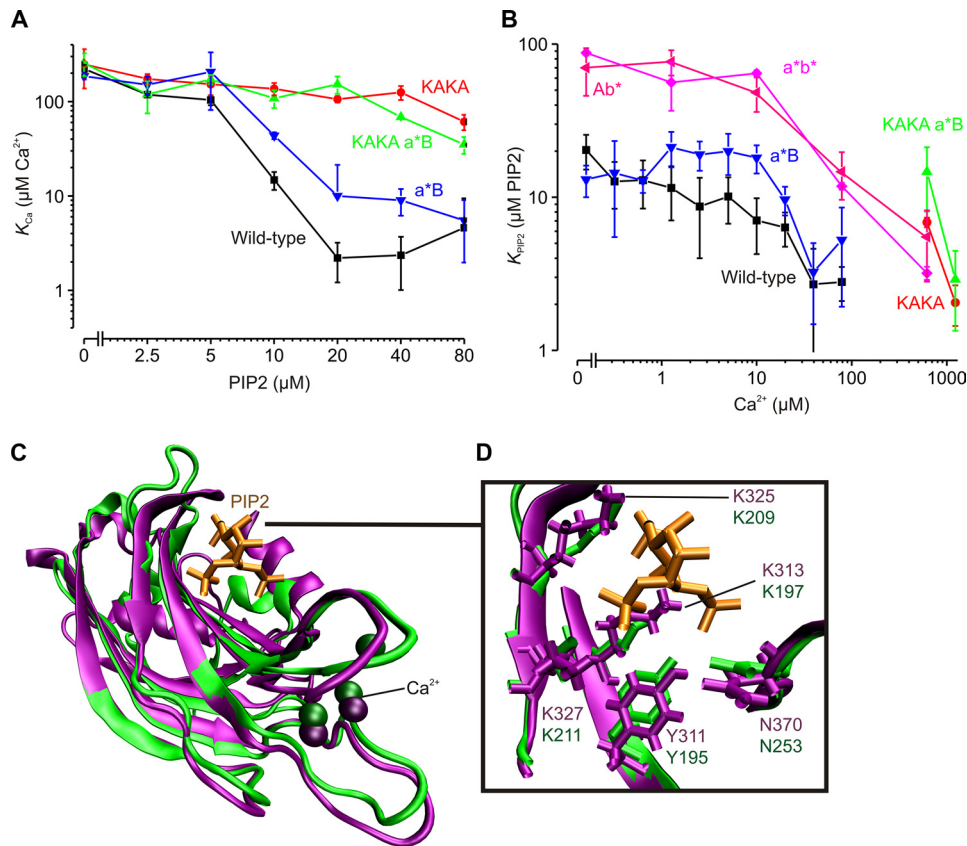 A
100
10
1
K_Ca (µM Ca²⁺)
KAKA
KAKA a*B
a*B
Wild-type
0 2.5 5 10 20 40 80
PIP2 (µM)
B
100
10
1
K_PIP2 (µM PIP2)
a*b*
Ab*
KAKA a*B
a*B
Wild-type
KAKA
0 1 10 100 1000
Ca²⁺ (µM)
C
PIP2
Ca²⁺
D
K325
K209
K313
K197
K327
K211
Y311
Y195
N370
N253